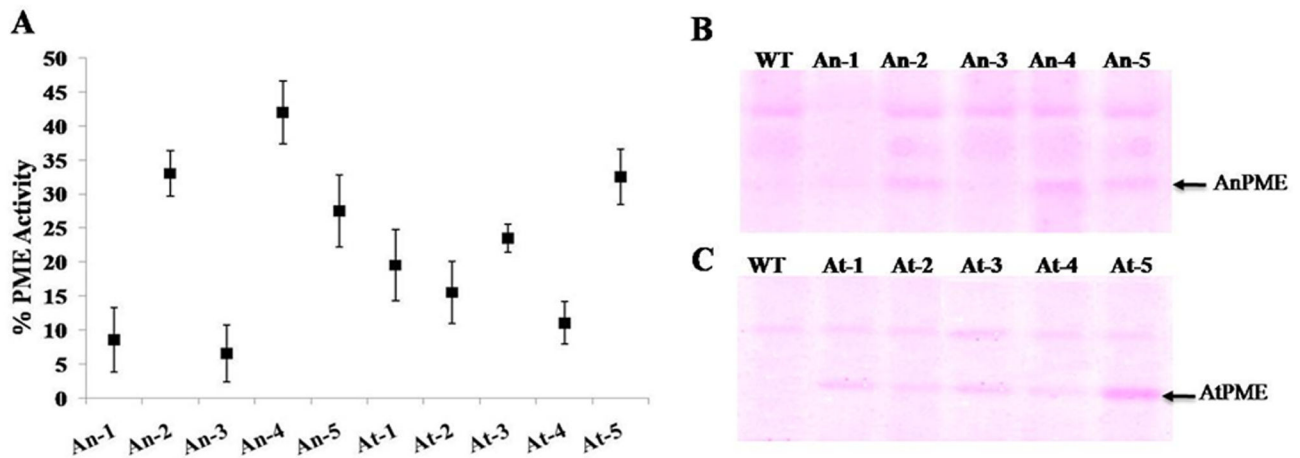 A
% PME Activity
50
45
40
35
30
25
20
15
10
5
0
An-1 An-2 An-3 An-4 An-5 At-1 At-2 At-3 At-4 At-5
B
WT An-1 An-2 An-3 An-4 An-5
AnPME
C
WT At-1 At-2 At-3 At-4 At-5
AtPME